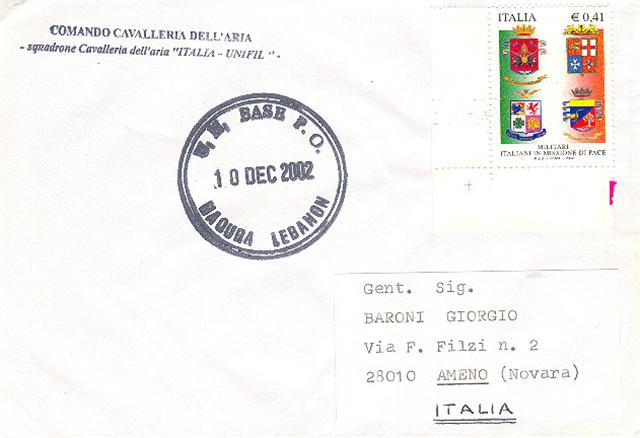 COMANDO CAVALLERIA DELL'ARIA
- squadrone Cavalleria dell'aria "ITALIA - UNIFIL" -
ITALIA € 0,41
MILITARI
ITALIANI IN MISSIONE DI PACE
U. N. BASE P. O.
10 DEC 2002
NAQURA LEBANON
Gent. Sig.
BARONI GIORGIO
Via F. Filzi n. 2
28010 AMENO (Novara)
ITALIA